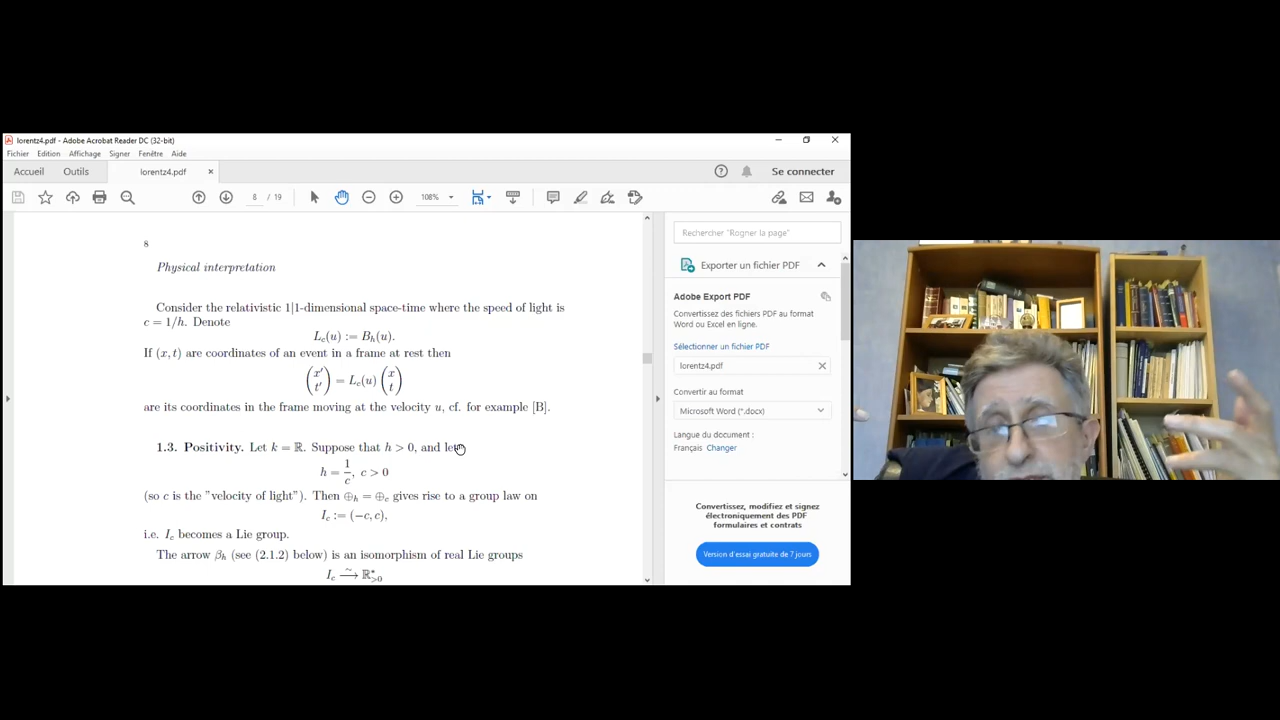 lorentz4.pdf - Adobe Acrobat Reader DC (32-bit)
Fichier Edition Affichage Signer Fenêtre Aide
Accueil Outils lorentz4.pdf × Se connecter
8 / 19 108%
8
Physical interpretation
Consider the relativistic 1|1-dimensional space-time where the speed of light is
c = 1/h. Denote
L_c(u) := B_h(u).
If (x, t) are coordinates of an event in a frame at rest then
(x' t') = L_c(u) (x t)
are its coordinates in the frame moving at the velocity u, cf. for example [B].
1.3. Positivity. Let k = ℝ. Suppose that h > 0, and let
h = 1/c, c > 0
(so c is the "velocity of light"). Then ⊕_h = ⊕_c gives rise to a group law on
I_c := (−c, c),
i.e. I_c becomes a Lie group.
The arrow β_h (see (2.1.2) below) is an isomorphism of real Lie groups
I_c ⟶~ ℝ*_{>0}
Rechercher "Rogner la page"
Exporter un fichier PDF
Adobe Export PDF
Convertissez des fichiers PDF au format
Word ou Excel en ligne.
Sélectionner un fichier PDF
lorentz4.pdf
Convertir au format
Microsoft Word (*.docx)
Langue du document :
Français Changer
Convertissez, modifiez et signez
électroniquement des PDF
formulaires et contrats
Version d'essai gratuite de 7 jours